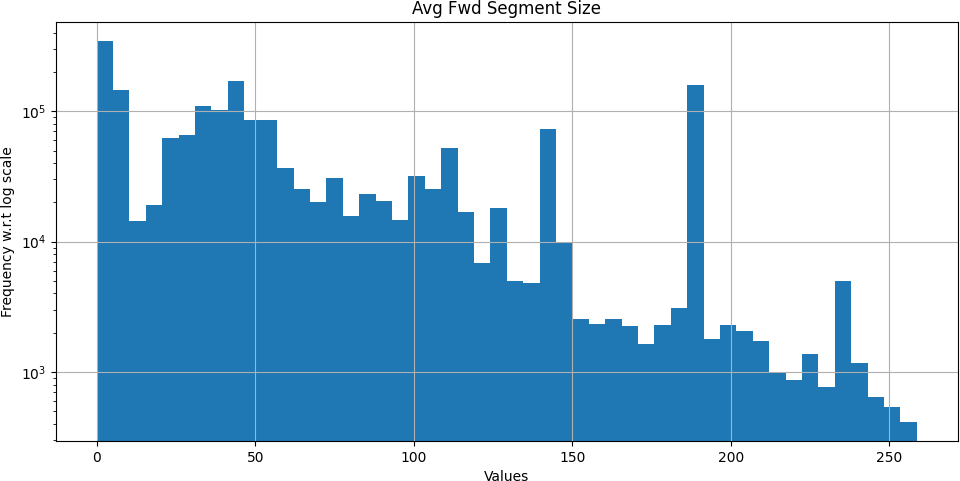 Avg Fwd Segment Size
Frequency w.r.t log scale
10^5
10^4
10^3
0 50 100 150 200 250
Values